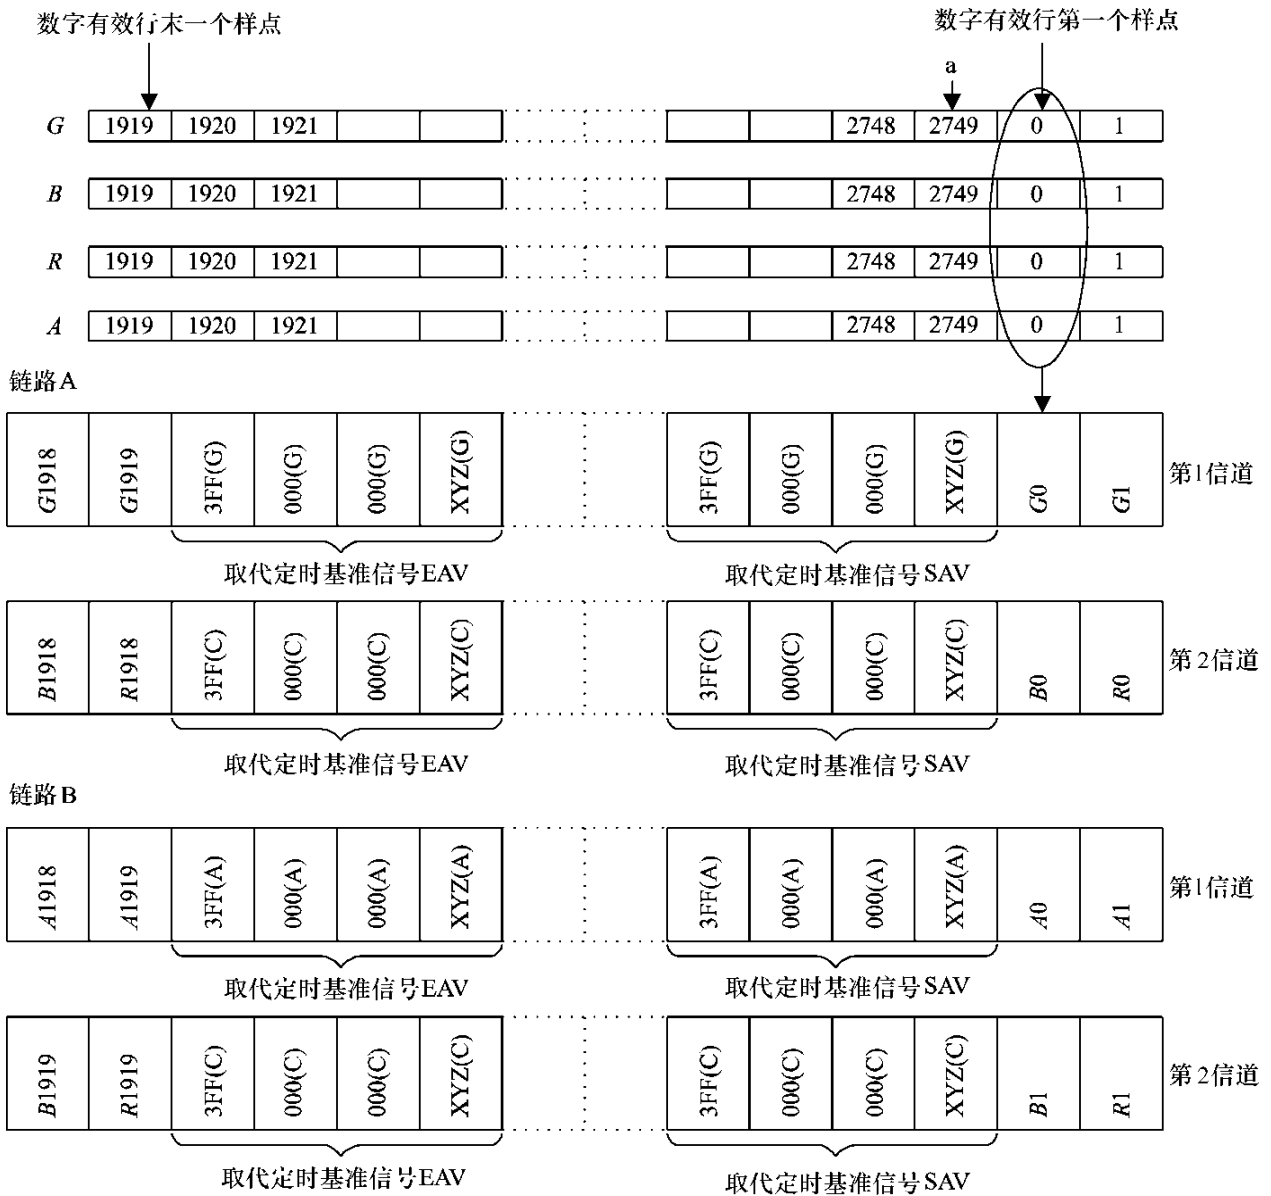 数字有效行末一个样点 数字有效行第一个样点
a
G 1919 1920 1921 2748 2749 0 1
B 1919 1920 1921 2748 2749 0 1
R 1919 1920 1921 2748 2749 0 1
A 1919 1920 1921 2748 2749 0 1
链路A
G1918 G1919 3FF(G) 000(G) 000(G) XYZ(G) 3FF(G) 000(G) 000(G) XYZ(G) G0 G1 第1信道
取代定时基准信号EAV 取代定时基准信号SAV
B1918 R1918 3FF(C) 000(C) 000(C) XYZ(C) 3FF(C) 000(C) 000(C) XYZ(C) B0 R0 第2信道
取代定时基准信号EAV 取代定时基准信号SAV
链路B
A1918 A1919 3FF(A) 000(A) 000(A) XYZ(A) 3FF(A) 000(A) 000(A) XYZ(A) A0 A1 第1信道
取代定时基准信号EAV 取代定时基准信号SAV
B1919 R1919 3FF(C) 000(C) 000(C) XYZ(C) 3FF(C) 000(C) 000(C) XYZ(C) B1 R1 第2信道
取代定时基准信号EAV 取代定时基准信号SAV